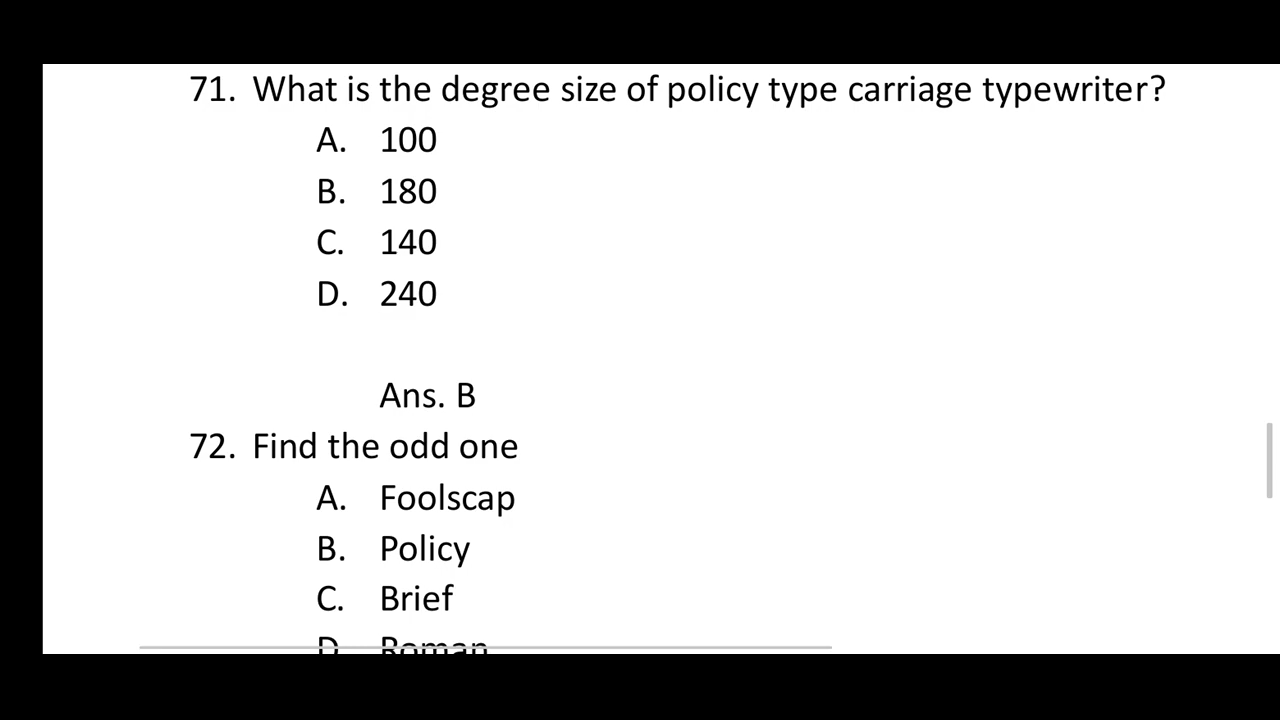 71. What is the degree size of policy type carriage typewriter?
A. 100
B. 180
C. 140
D. 240
Ans. B
72. Find the odd one
A. Foolscap
B. Policy
C. Brief
D. Roman